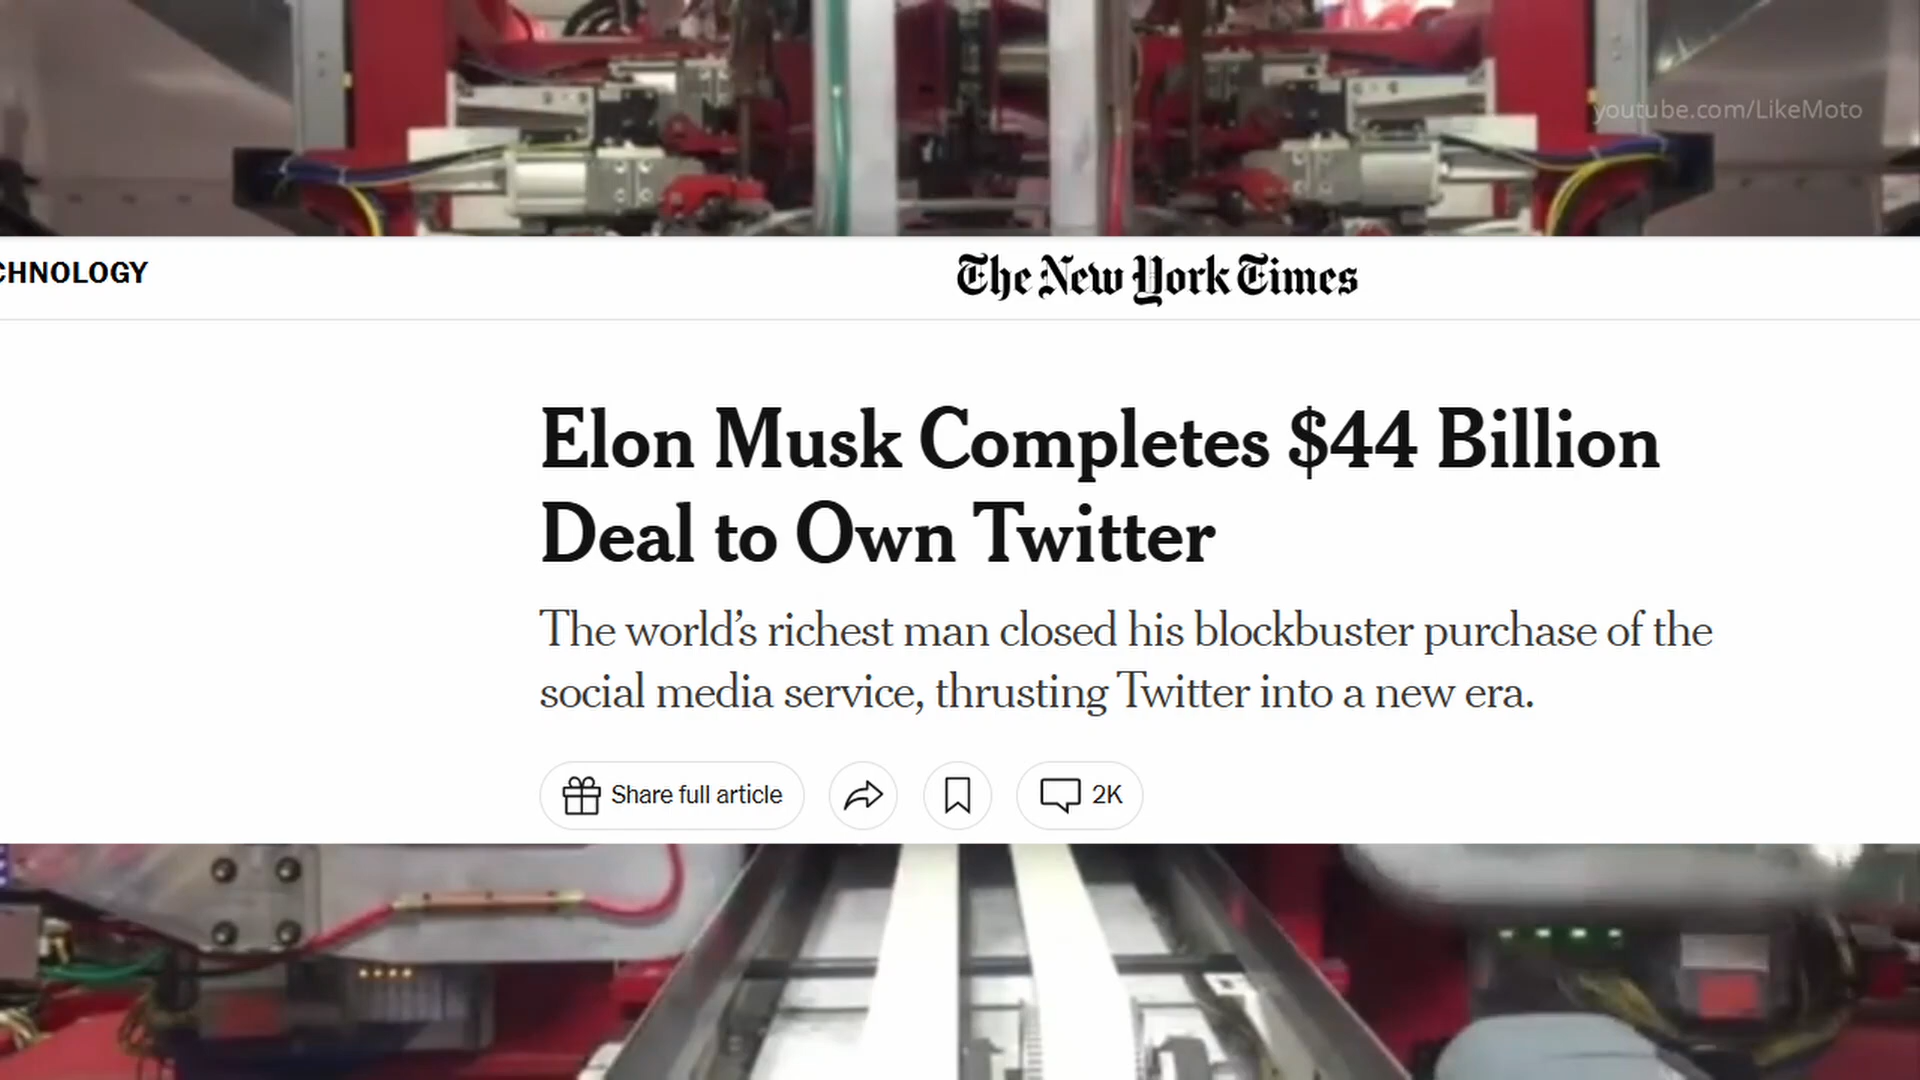 youtube.com/LikeMoto
CHNOLOGY
The New York Times
Elon Musk Completes $44 Billion
Deal to Own Twitter
The world’s richest man closed his blockbuster purchase of the
social media service, thrusting Twitter into a new era.
Share full article
2K